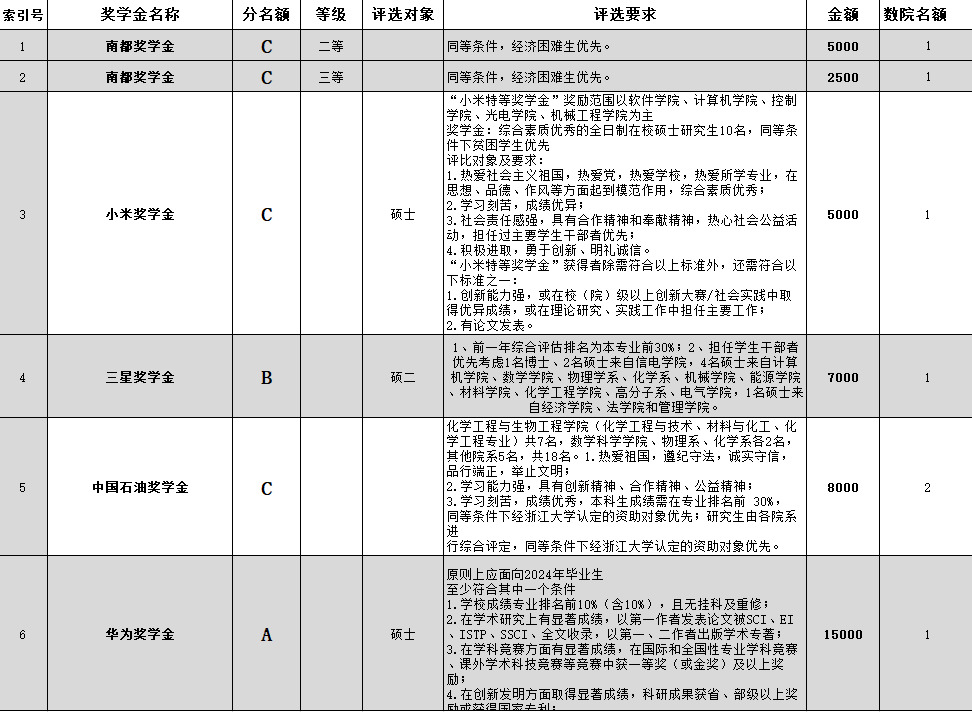 索引号 奖学金名称 分名额 等级 评选对象 评选要求 金额 数院名额
1 南都奖学金 C 二等 同等条件，经济困难生优先。 5000 1
2 南都奖学金 C 三等 同等条件，经济困难生优先。 2500 1
3 小米奖学金 C 硕士 5000 1
“小米特等奖学金”奖励范围以软件学院、计算机学院、控制
学院、光电学院、机械工程学院为主
奖学金：综合素质优秀的全日制在校硕士研究生10名，同等条
件下贫困学生优先
评比对象及要求：
1.热爱社会主义祖国，热爱党，热爱学校，热爱所学专业，在
思想、品德、作风等方面起到模范作用，综合素质优秀；
2.学习刻苦，成绩优异；
3.社会责任感强，具有合作精神和奉献精神，热心社会公益活
动，担任过主要学生干部者优先；
4.积极进取，勇于创新、明礼诚信。
“小米特等奖学金”获得者除需符合以上标准外，还需符合以
下标准之一：
1.创新能力强，或在校（院）级以上创新大赛/社会实践中取
得优异成绩，或在理论研究、实践工作中担任主要工作；
2.有论文发表。
4 三星奖学金 B 硕二 7000 1
1、前一年综合评估排名为本专业前30%；2、担任学生干部者
优先考虑1名博士、2名硕士来自信电学院，4名硕士来自计算
机学院、数学学院、物理学系、化学系、机械学院、能源学院
、材料学院、化学工程学院、高分子系、电气学院，1名硕士来
自经济学院、法学院和管理学院。
5 中国石油奖学金 C 8000 2
化学工程与生物工程学院（化学工程与技术、材料与化工、化
学工程专业）共7名，数学科学学院、物理系、化学系各2名，
其他院系5名，共18名。1.热爱祖国，遵纪守法，诚实守信，
品行端正，举止文明；
2.学习能力强，具有创新精神、合作精神、公益精神；
3.学习刻苦，成绩优秀，本科生成绩需在专业排名前 30%，
同等条件下经浙江大学认定的资助对象优先；研究生由各院系
进
行综合评定，同等条件下经浙江大学认定的资助对象优先。
6 华为奖学金 A 硕士 15000 1
原则上应面向2024年毕业生
至少符合其中一个条件
1.学校成绩专业排名前10%（含10%），且无挂科及重修；
2.在学术研究上有显著成绩，以第一作者发表论文被SCI、EI
、ISTP、SSCI、全文收录，以第一、二作者出版学术专著；
3.在学科竞赛方面有显著成绩，在国际和全国性专业学科竞赛
、课外学术科技竞赛等竞赛中获一等奖（或金奖）及以上奖
励；
4.在创新发明方面取得显著成绩，科研成果获省、部级以上奖
励或获得国家专利；